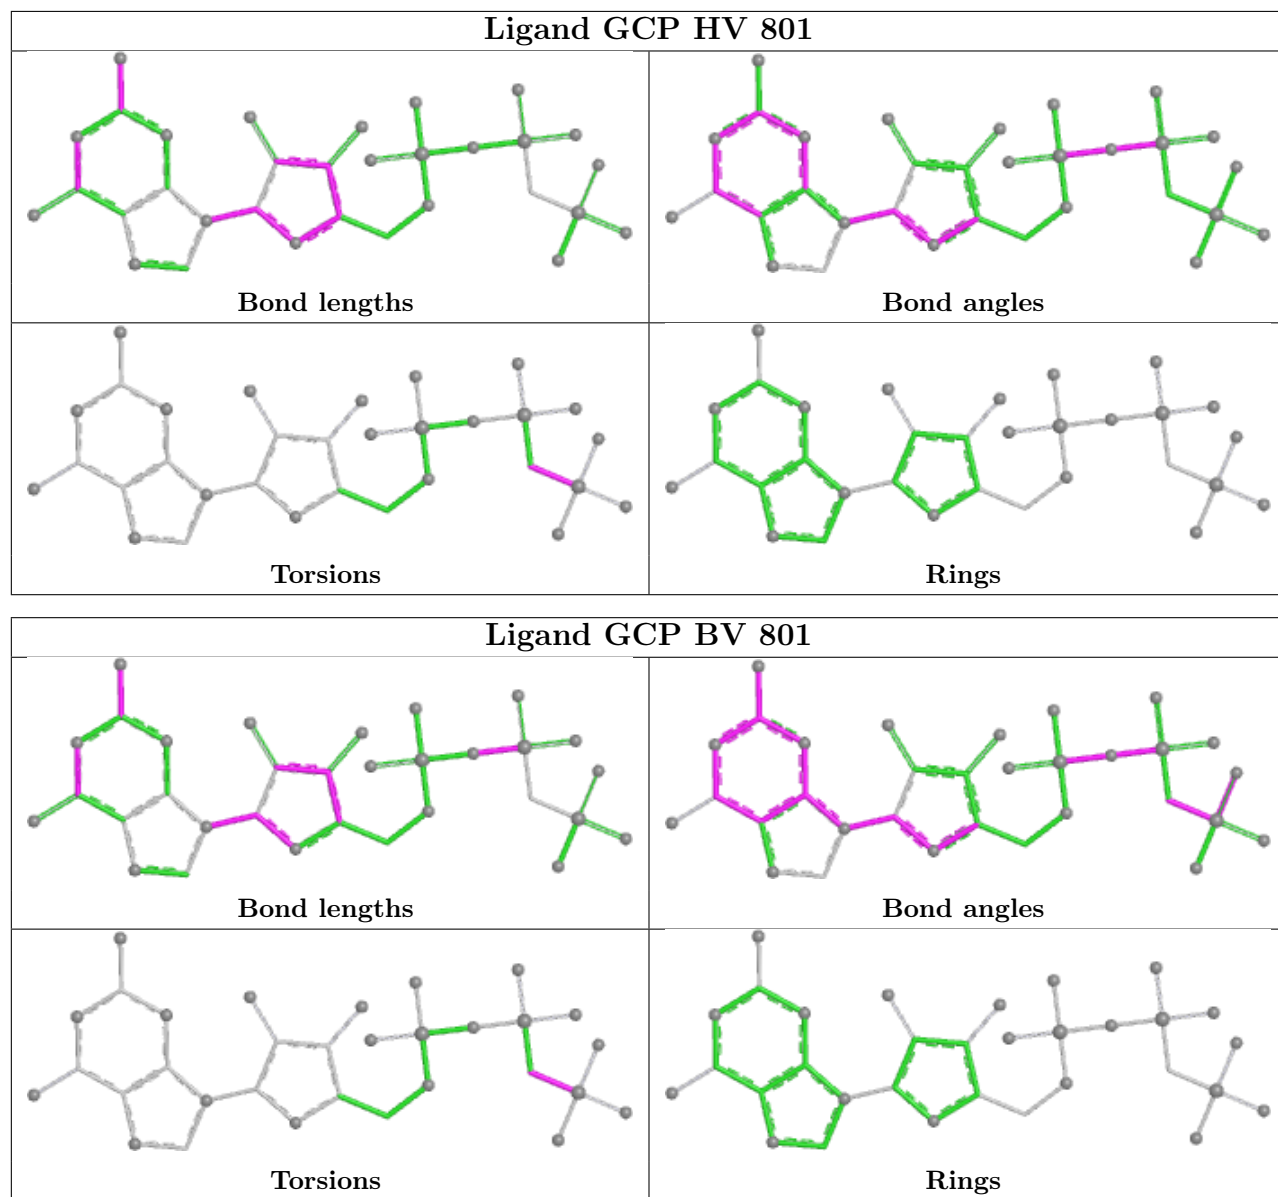 Ligand GCP HV 801
Bond lengths
Bond angles
Torsions
Rings
Ligand GCP BV 801
Bond lengths
Bond angles
Torsions
Rings